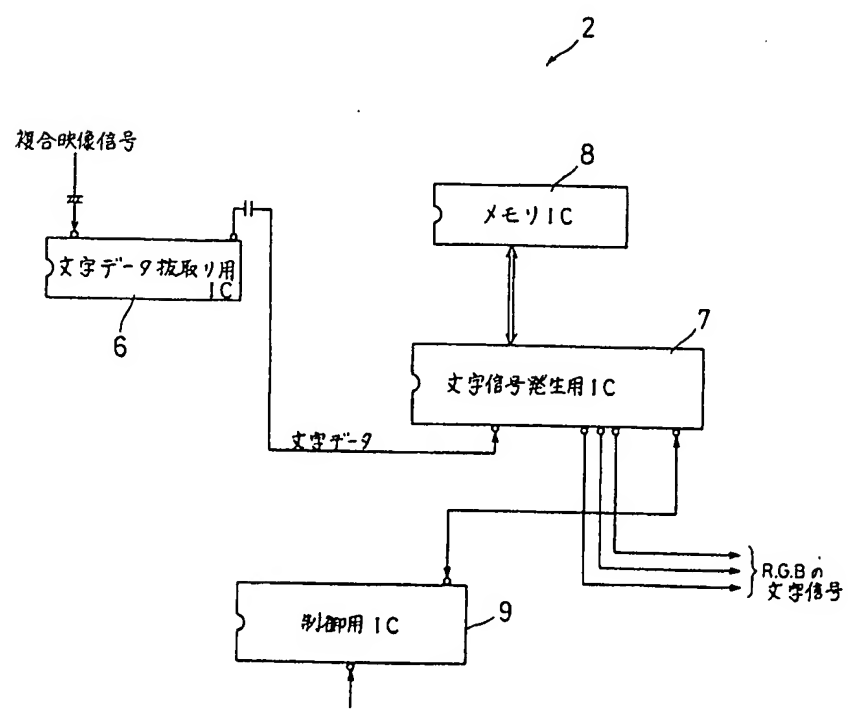 2
複合映像信号
8
メモリIC
文字データ抜取り用
IC
6
7
文字信号発生用IC
文字データ
R.G.Bの
文字信号
制御用IC
9